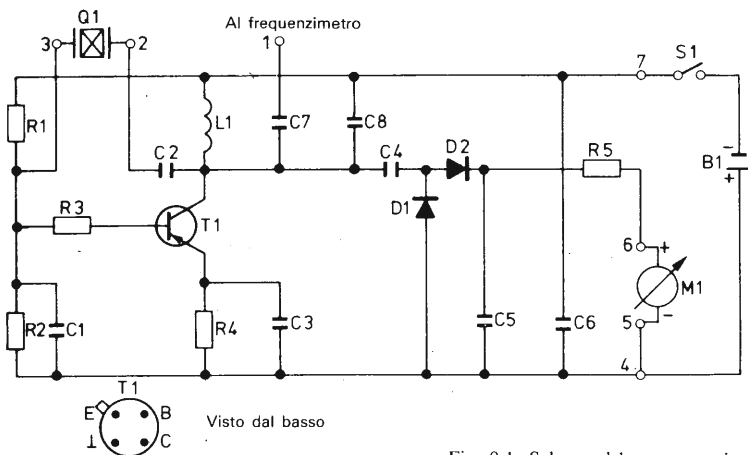 Al frequenzimetro
Q1
3
2
1
7
S1
R1
C2
L1
C7
C8
C4
D2
R5
B1
-
+
R3
T1
D1
6
+
M1
5
-
R2
C1
R4
C3
C5
C6
4
T1
E
B
⊥
C
Visto dal basso